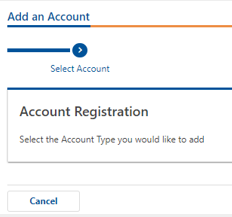 Add an Account
Select Account
Account Registration
Select the Account Type you would like to add
Cancel